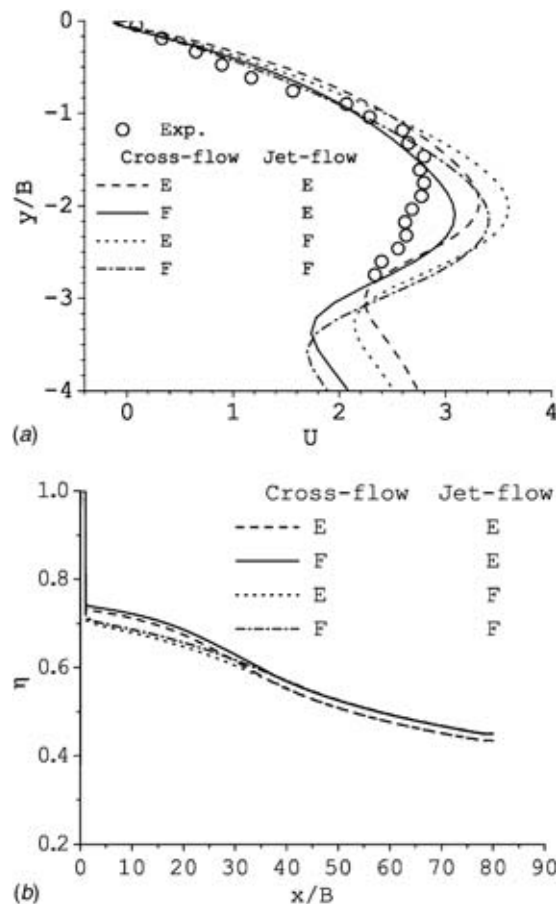 0
-1
-2
-3
-4
y/B
Exp.
Cross-flow Jet-flow
E E
F E
E F
F F
0 1 2 3 4
U
(a)
Cross-flow Jet-flow
E E
F E
E F
F F
1.0
0.8
0.6
0.4
0.2
η
0 10 20 30 40 50 60 70 80 90
x/B
(b)